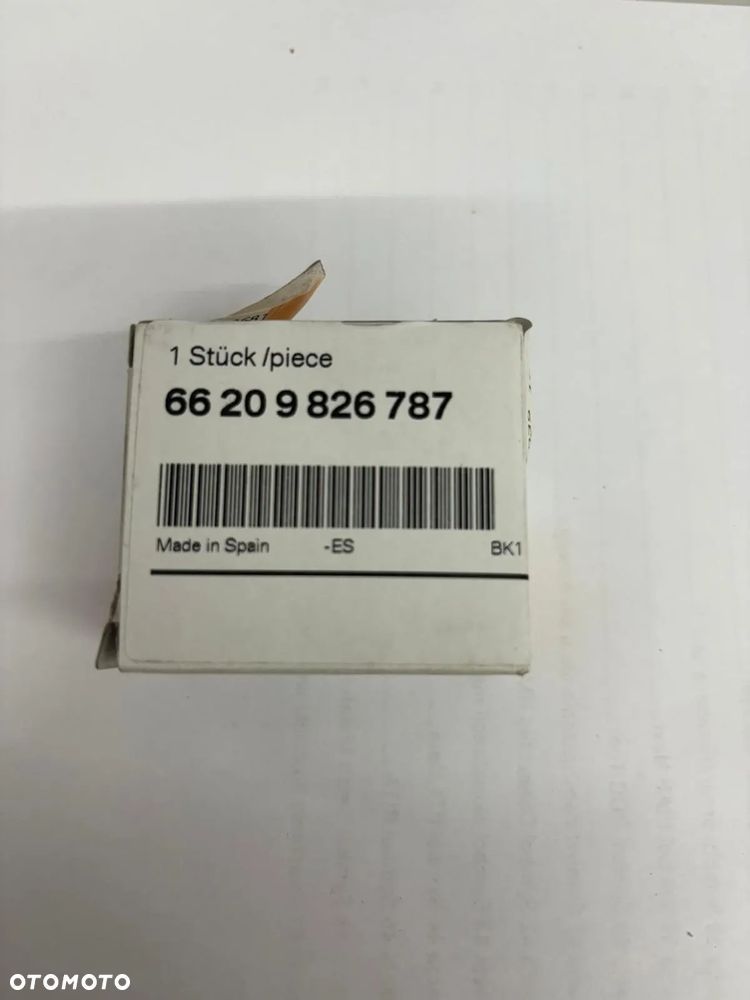 1 Stück /piece
66 20 9 826 787
Made in Spain -ES BK1
OTOMOTO